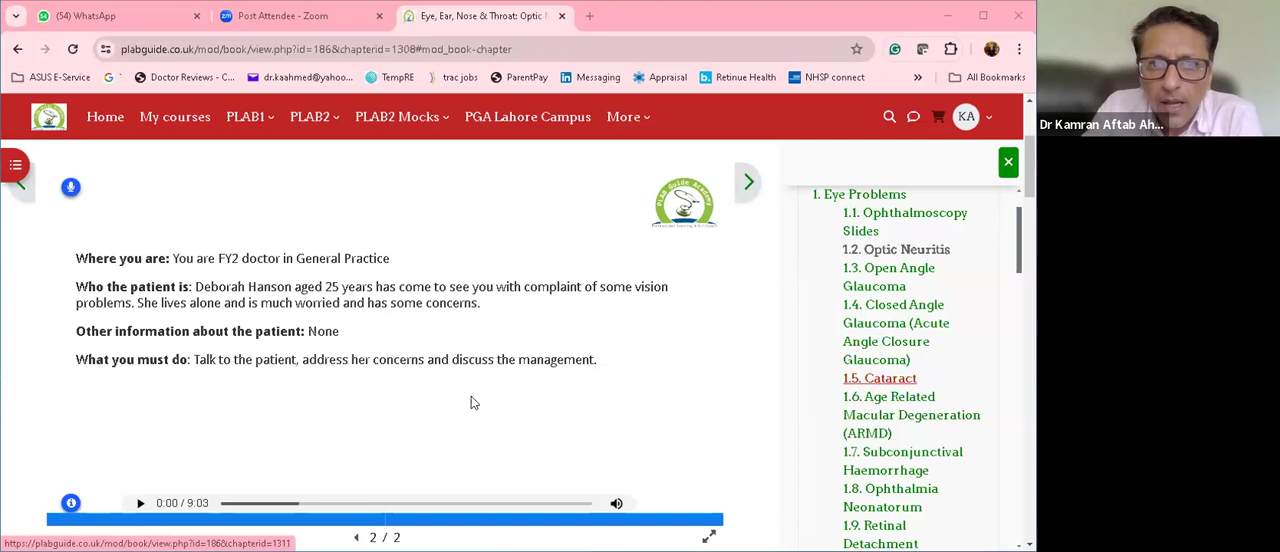 (54) WhatsApp
Post Attendee - Zoom
Eye, Ear, Nose & Throat: Optic
plabguide.co.uk/mod/book/view.php?id=186&chapterid=1308#mod_book-chapter
ASUS E-Service
Doctor Reviews - C...
dr.kaahmed@yahoo...
TempRE
trac jobs
ParentPay
Messaging
Appraisal
Retinue Health
NHSP connect
»
All Bookmarks
Dr Kamran Aftab Ah...
Home
My courses
PLAB1
PLAB2
PLAB2 Mocks
PGA Lahore Campus
More
KA
Where you are: You are FY2 doctor in General Practice
Who the patient is: Deborah Hanson aged 25 years has come to see you with complaint of some vision
problems. She lives alone and is much worried and has some concerns.
Other information about the patient: None
What you must do: Talk to the patient, address her concerns and discuss the management.
0:00 / 9:03
2 / 2
https://plabguide.co.uk/mod/book/view.php?id=186&chapterid=1311
1. Eye Problems
1.1. Ophthalmoscopy
Slides
1.2. Optic Neuritis
1.3. Open Angle
Glaucoma
1.4. Closed Angle
Glaucoma (Acute
Angle Closure
Glaucoma)
1.5. Cataract
1.6. Age Related
Macular Degeneration
(ARMD)
1.7. Subconjunctival
Haemorrhage
1.8. Ophthalmia
Neonatorum
1.9. Retinal
Detachment